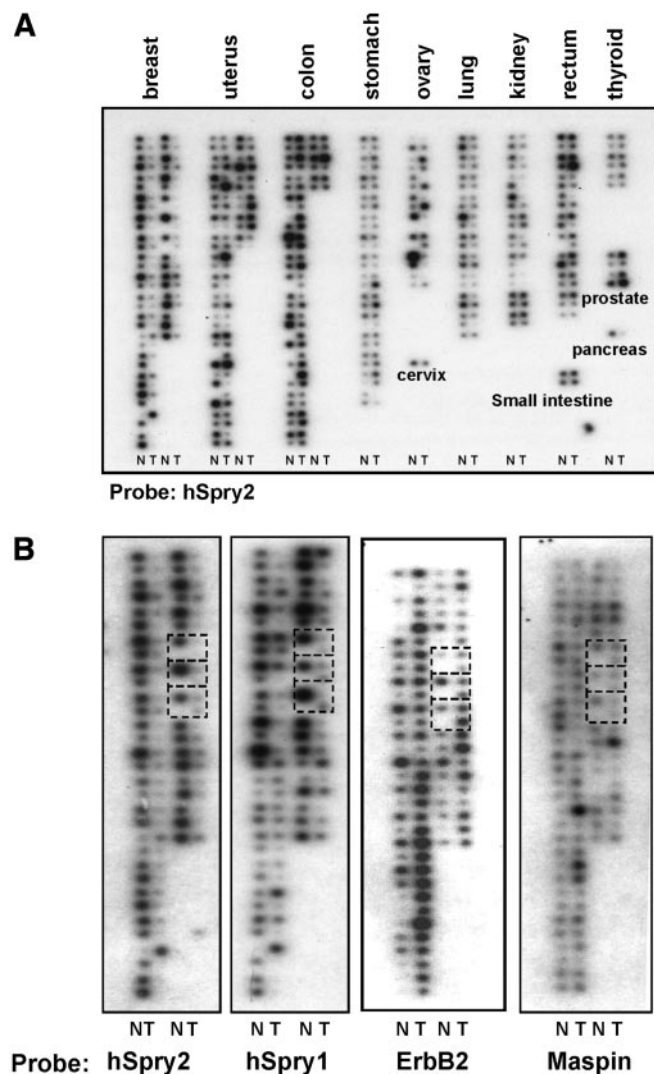 A
breast uterus colon stomach ovary lung kidney rectum thyroid
prostate
pancreas
cervix
Small intestine
N T N T N T N T N T N T N T N T N T N T N T N T
Probe: hSpry2
B
N T N T N T N T N T N T N T N T
Probe: hSpry2 hSpry1 ErbB2 Maspin